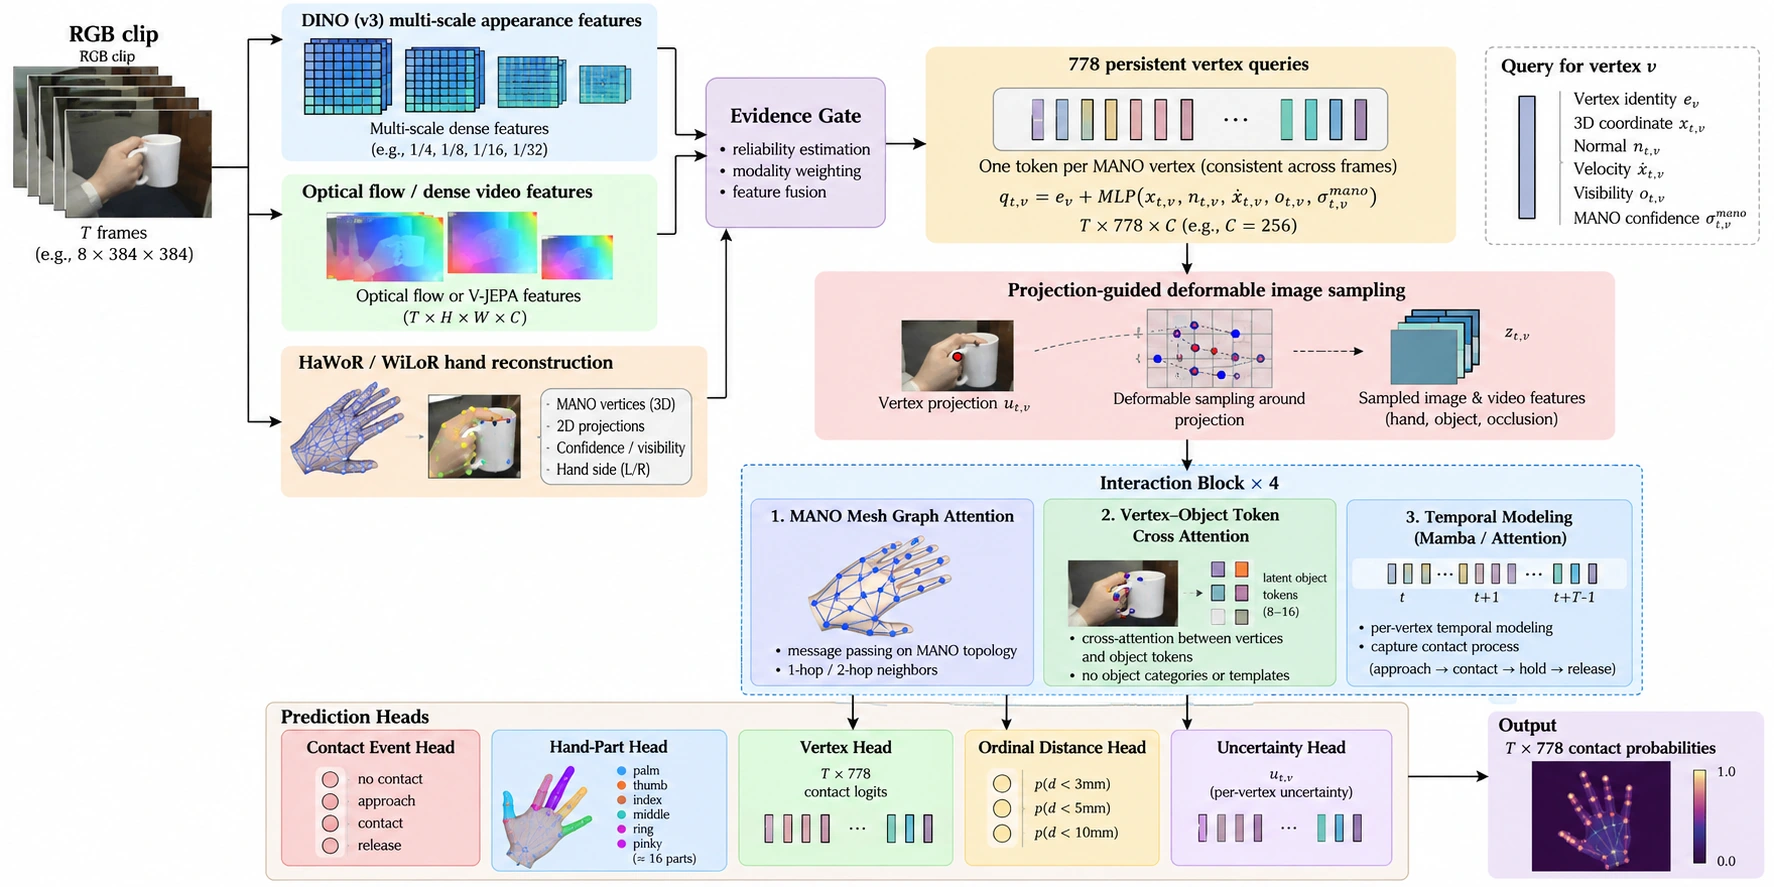 RGB clip
RGB clip
T frames
(e.g., 8 × 384 × 384)
DINO (v3) multi-scale appearance features
Multi-scale dense features
(e.g., 1/4, 1/8, 1/16, 1/32)
Optical flow / dense video features
Optical flow or V-JEPA features
(T × H × W × C)
HaWoR / WiLoR hand reconstruction
- MANO vertices (3D)
- 2D projections
- Confidence / visibility
- Hand side (L/R)
Evidence Gate
• reliability estimation
• modality weighting
• feature fusion
778 persistent vertex queries
...
One token per MANO vertex (consistent across frames)
q_{t,v} = e_v + MLP(x_{t,v}, n_{t,v}, ẋ_{t,v}, o_{t,v}, σ^{mano}_{t,v})
T × 778 × C (e.g., C = 256)
Query for vertex v
Vertex identity e_v
3D coordinate x_{t,v}
Normal n_{t,v}
Velocity ẋ_{t,v}
Visibility o_{t,v}
MANO confidence σ^{mano}_{t,v}
Projection-guided deformable image sampling
Vertex projection u_{t,v}
Deformable sampling around
projection
z_{t,v}
Sampled image & video features
(hand, object, occlusion)
Interaction Block × 4
1. MANO Mesh Graph Attention
• message passing on MANO topology
• 1-hop / 2-hop neighbors
2. Vertex–Object Token
Cross Attention
latent object
tokens
(8–16)
• cross-attention between vertices
and object tokens
• no object categories or templates
3. Temporal Modeling
(Mamba / Attention)
... ...
t t+1 t+T-1
• per-vertex temporal modeling
• capture contact process
(approach → contact → hold → release)
Prediction Heads
Contact Event Head
no contact
approach
contact
release
Hand-Part Head
palm
thumb
index
middle
ring
pinky
(≈ 16 parts)
Vertex Head
T × 778
contact logits
...
Ordinal Distance Head
p(d < 3mm)
p(d < 5mm)
p(d < 10mm)
Uncertainty Head
u_{t,v}
(per-vertex uncertainty)
...
Output
T × 778 contact probabilities
1.0
0.0